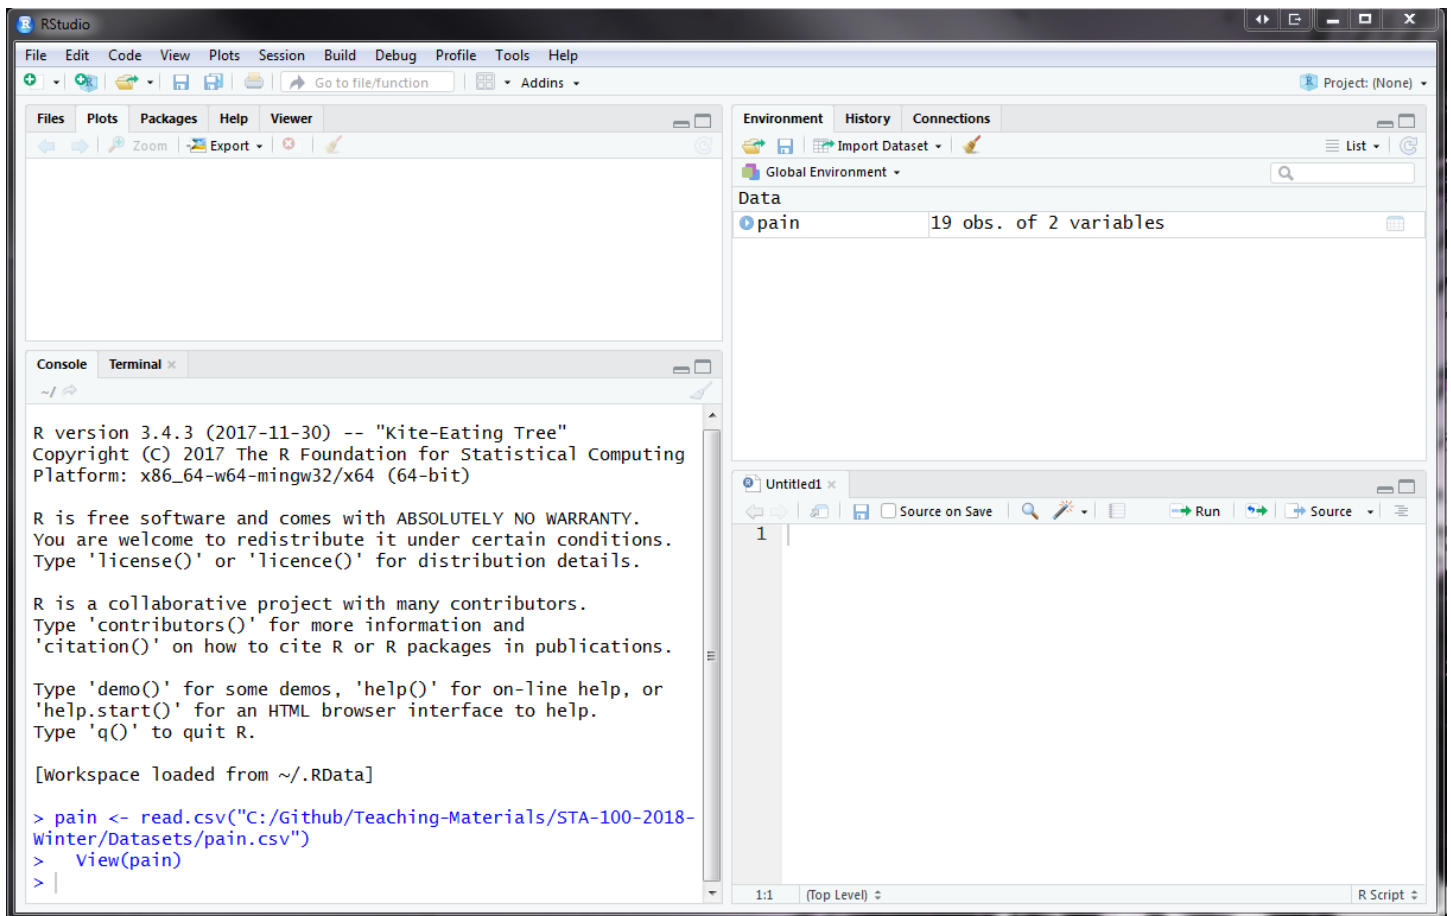 RStudio
File Edit Code View Plots Session Build Debug Profile Tools Help
Go to file/function Addins Project: (None)
Files Plots Packages Help Viewer
Zoom Export
Environment History Connections
Import Dataset List
Global Environment
Data
pain 19 obs. of 2 variables
Console Terminal
~/
R version 3.4.3 (2017-11-30) -- "Kite-Eating Tree"
Copyright (C) 2017 The R Foundation for Statistical Computing
Platform: x86_64-w64-mingw32/x64 (64-bit)
R is free software and comes with ABSOLUTELY NO WARRANTY.
You are welcome to redistribute it under certain conditions.
Type 'license()' or 'licence()' for distribution details.
R is a collaborative project with many contributors.
Type 'contributors()' for more information and
'citation()' on how to cite R or R packages in publications.
Type 'demo()' for some demos, 'help()' for on-line help, or
'help.start()' for an HTML browser interface to help.
Type 'q()' to quit R.
[Workspace loaded from ~/.RData]
> pain <- read.csv("C:/Github/Teaching-Materials/STA-100-2018-
Winter/Datasets/pain.csv")
>   View(pain)
>
Untitled1
Source on Save Run Source
1
1:1 (Top Level) R Script